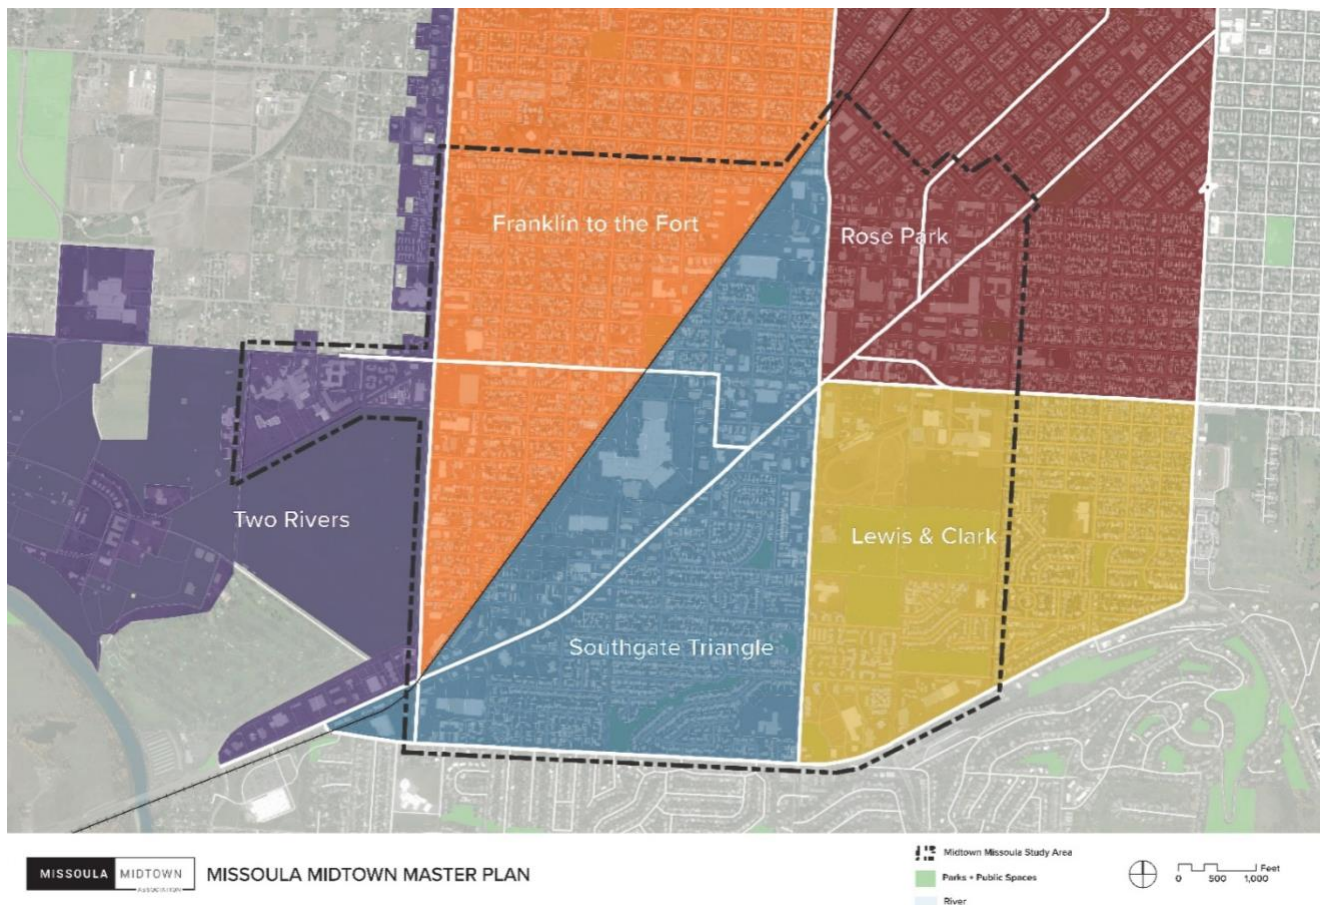 Franklin to the Fort
Rose Park
Two Rivers
Lewis & Clark
Southgate Triangle
MISSOULA MIDTOWN
ASSOCIATION
MISSOULA MIDTOWN MASTER PLAN
Midtown Missoula Study Area
Parks + Public Spaces
River
Feet
0 500 1,000